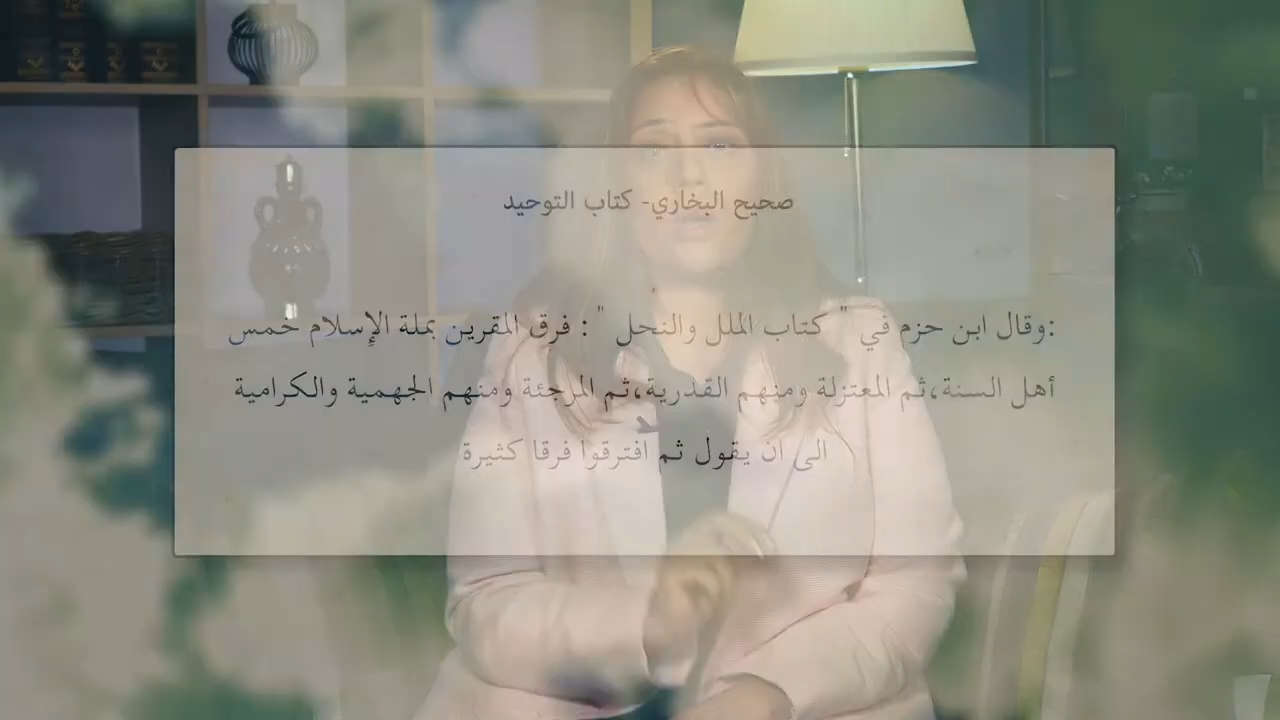 صحيح البخاري- كتاب التوحيد
:وقال ابن حزم في " كتاب الملل والنحل " : فرق المقرين بملة الإسلام خمس
أهل السنة،ثم المعتزلة ومنهم القدرية،ثم المرجئة ومنهم الجهمية والكرامية
الى ان يقول ثم افترقوا فرقا كثيرة